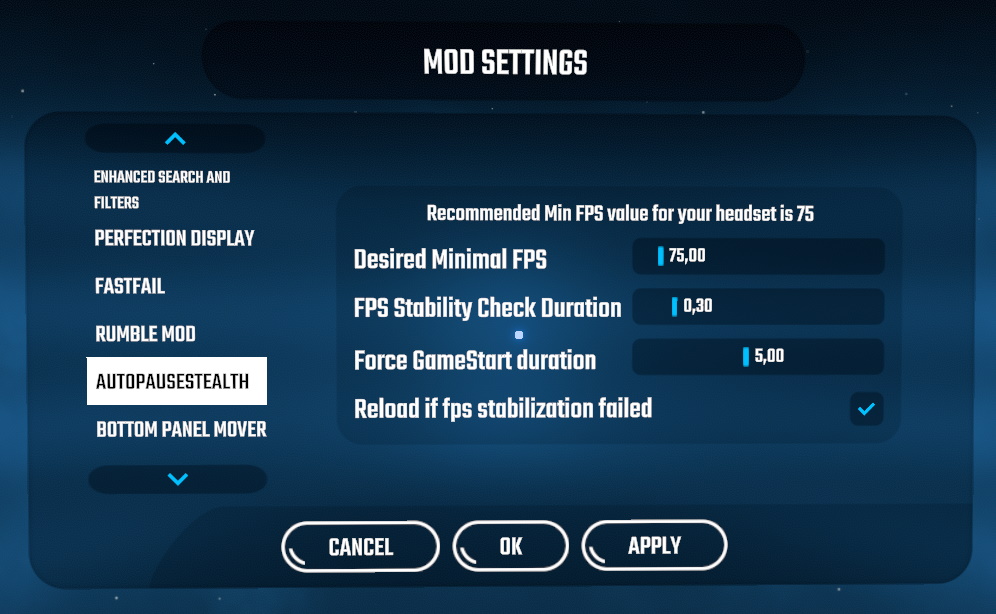 MOD SETTINGS
ENHANCED SEARCH AND
FILTERS
PERFECTION DISPLAY
FASTFAIL
RUMBLE MOD
AUTOPAUSESTEALTH
BOTTOM PANEL MOVER
Recommended Min FPS value for your headset is 75
Desired Minimal FPS
75,00
FPS Stability Check Duration
0,30
Force GameStart duration
5,00
Reload if fps stabilization failed
CANCEL
OK
APPLY